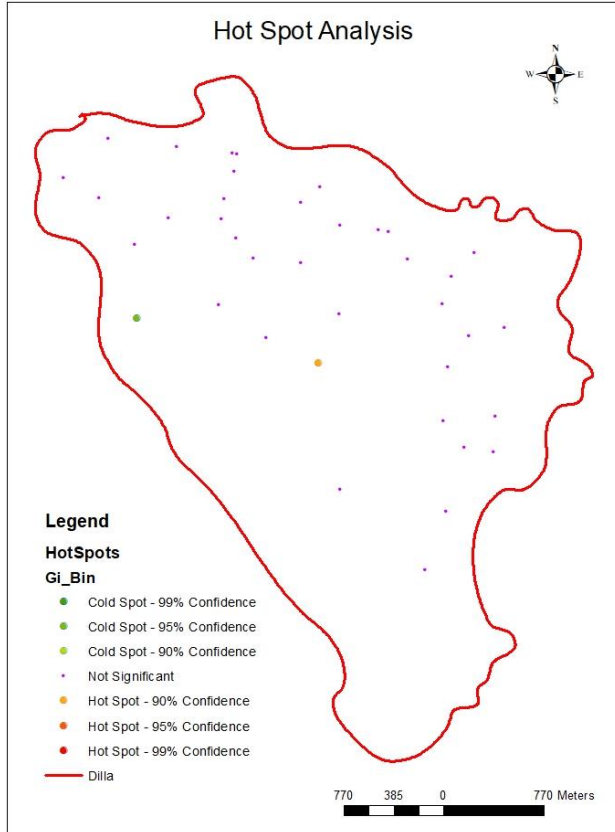 Hot Spot Analysis
N
W E
S
Legend
HotSpots
Gi_Bin
Cold Spot - 99% Confidence
Cold Spot - 95% Confidence
Cold Spot - 90% Confidence
Not Significant
Hot Spot - 90% Confidence
Hot Spot - 95% Confidence
Hot Spot - 99% Confidence
Dilla
770 385 0 770 Meters